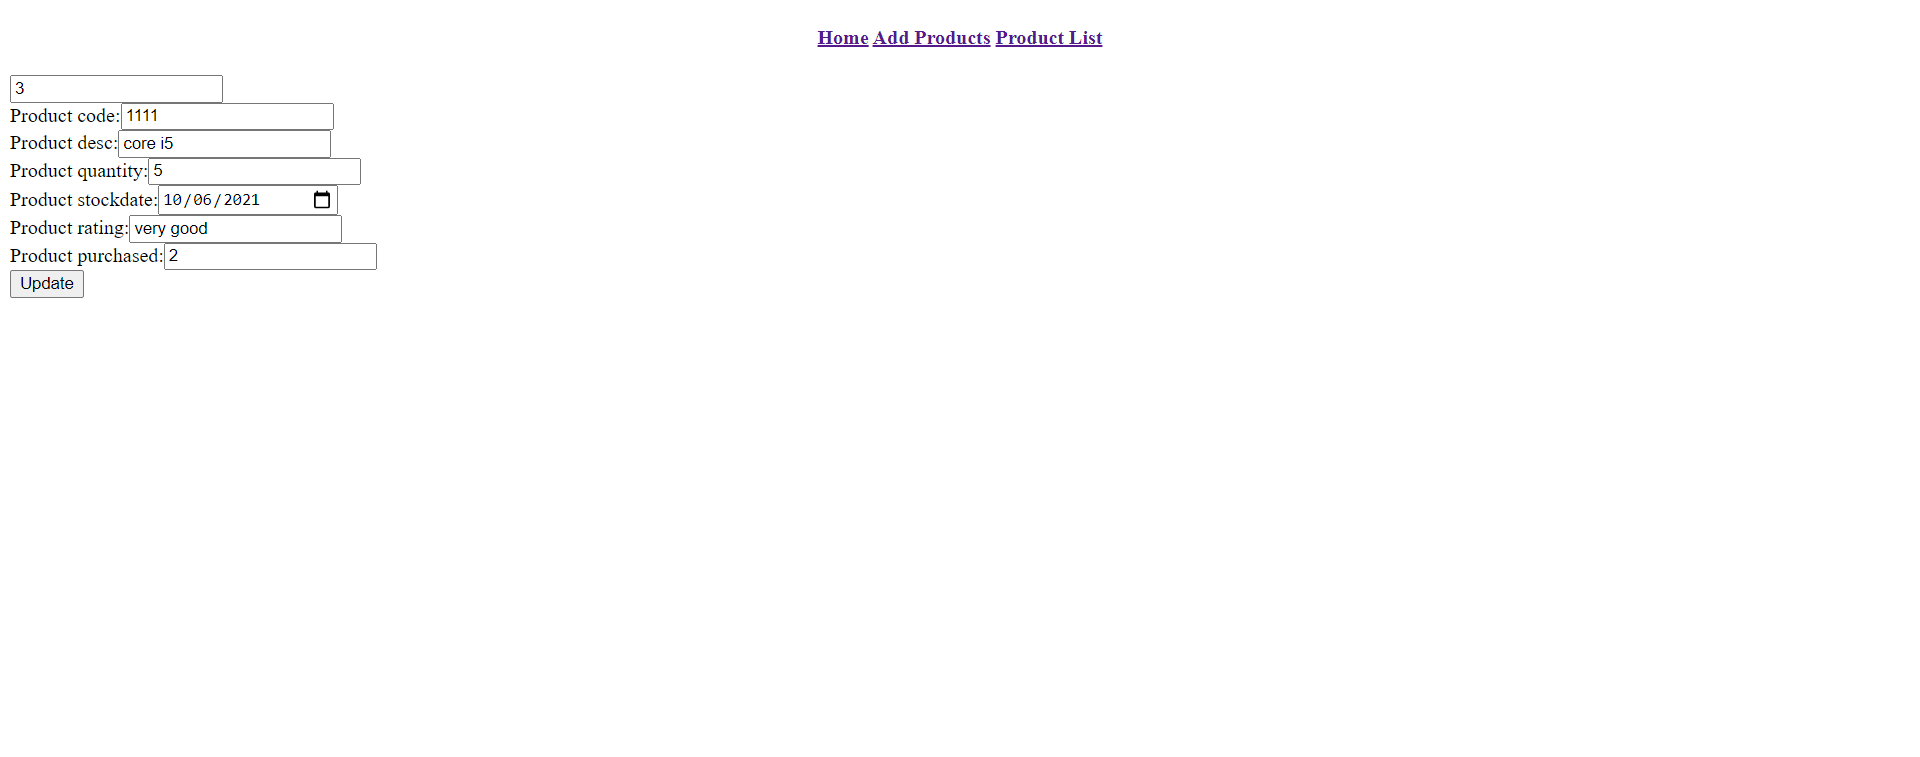 Home Add Products Product List
3
Product code: 1111
Product desc: core i5
Product quantity: 5
Product stockdate: 10/06/2021
Product rating: very good
Product purchased: 2
Update